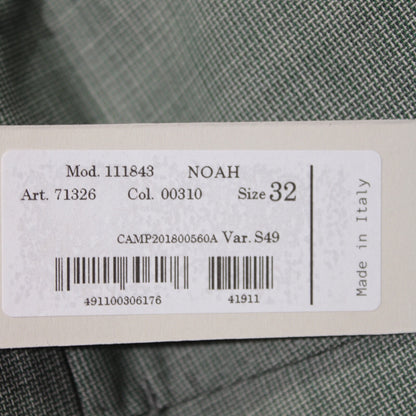 Mod. 111843 NOAH
Art. 71326 Col. 00310 Size 32
CAMP201800560A Var. S49
491100306176 41911
Made in Italy